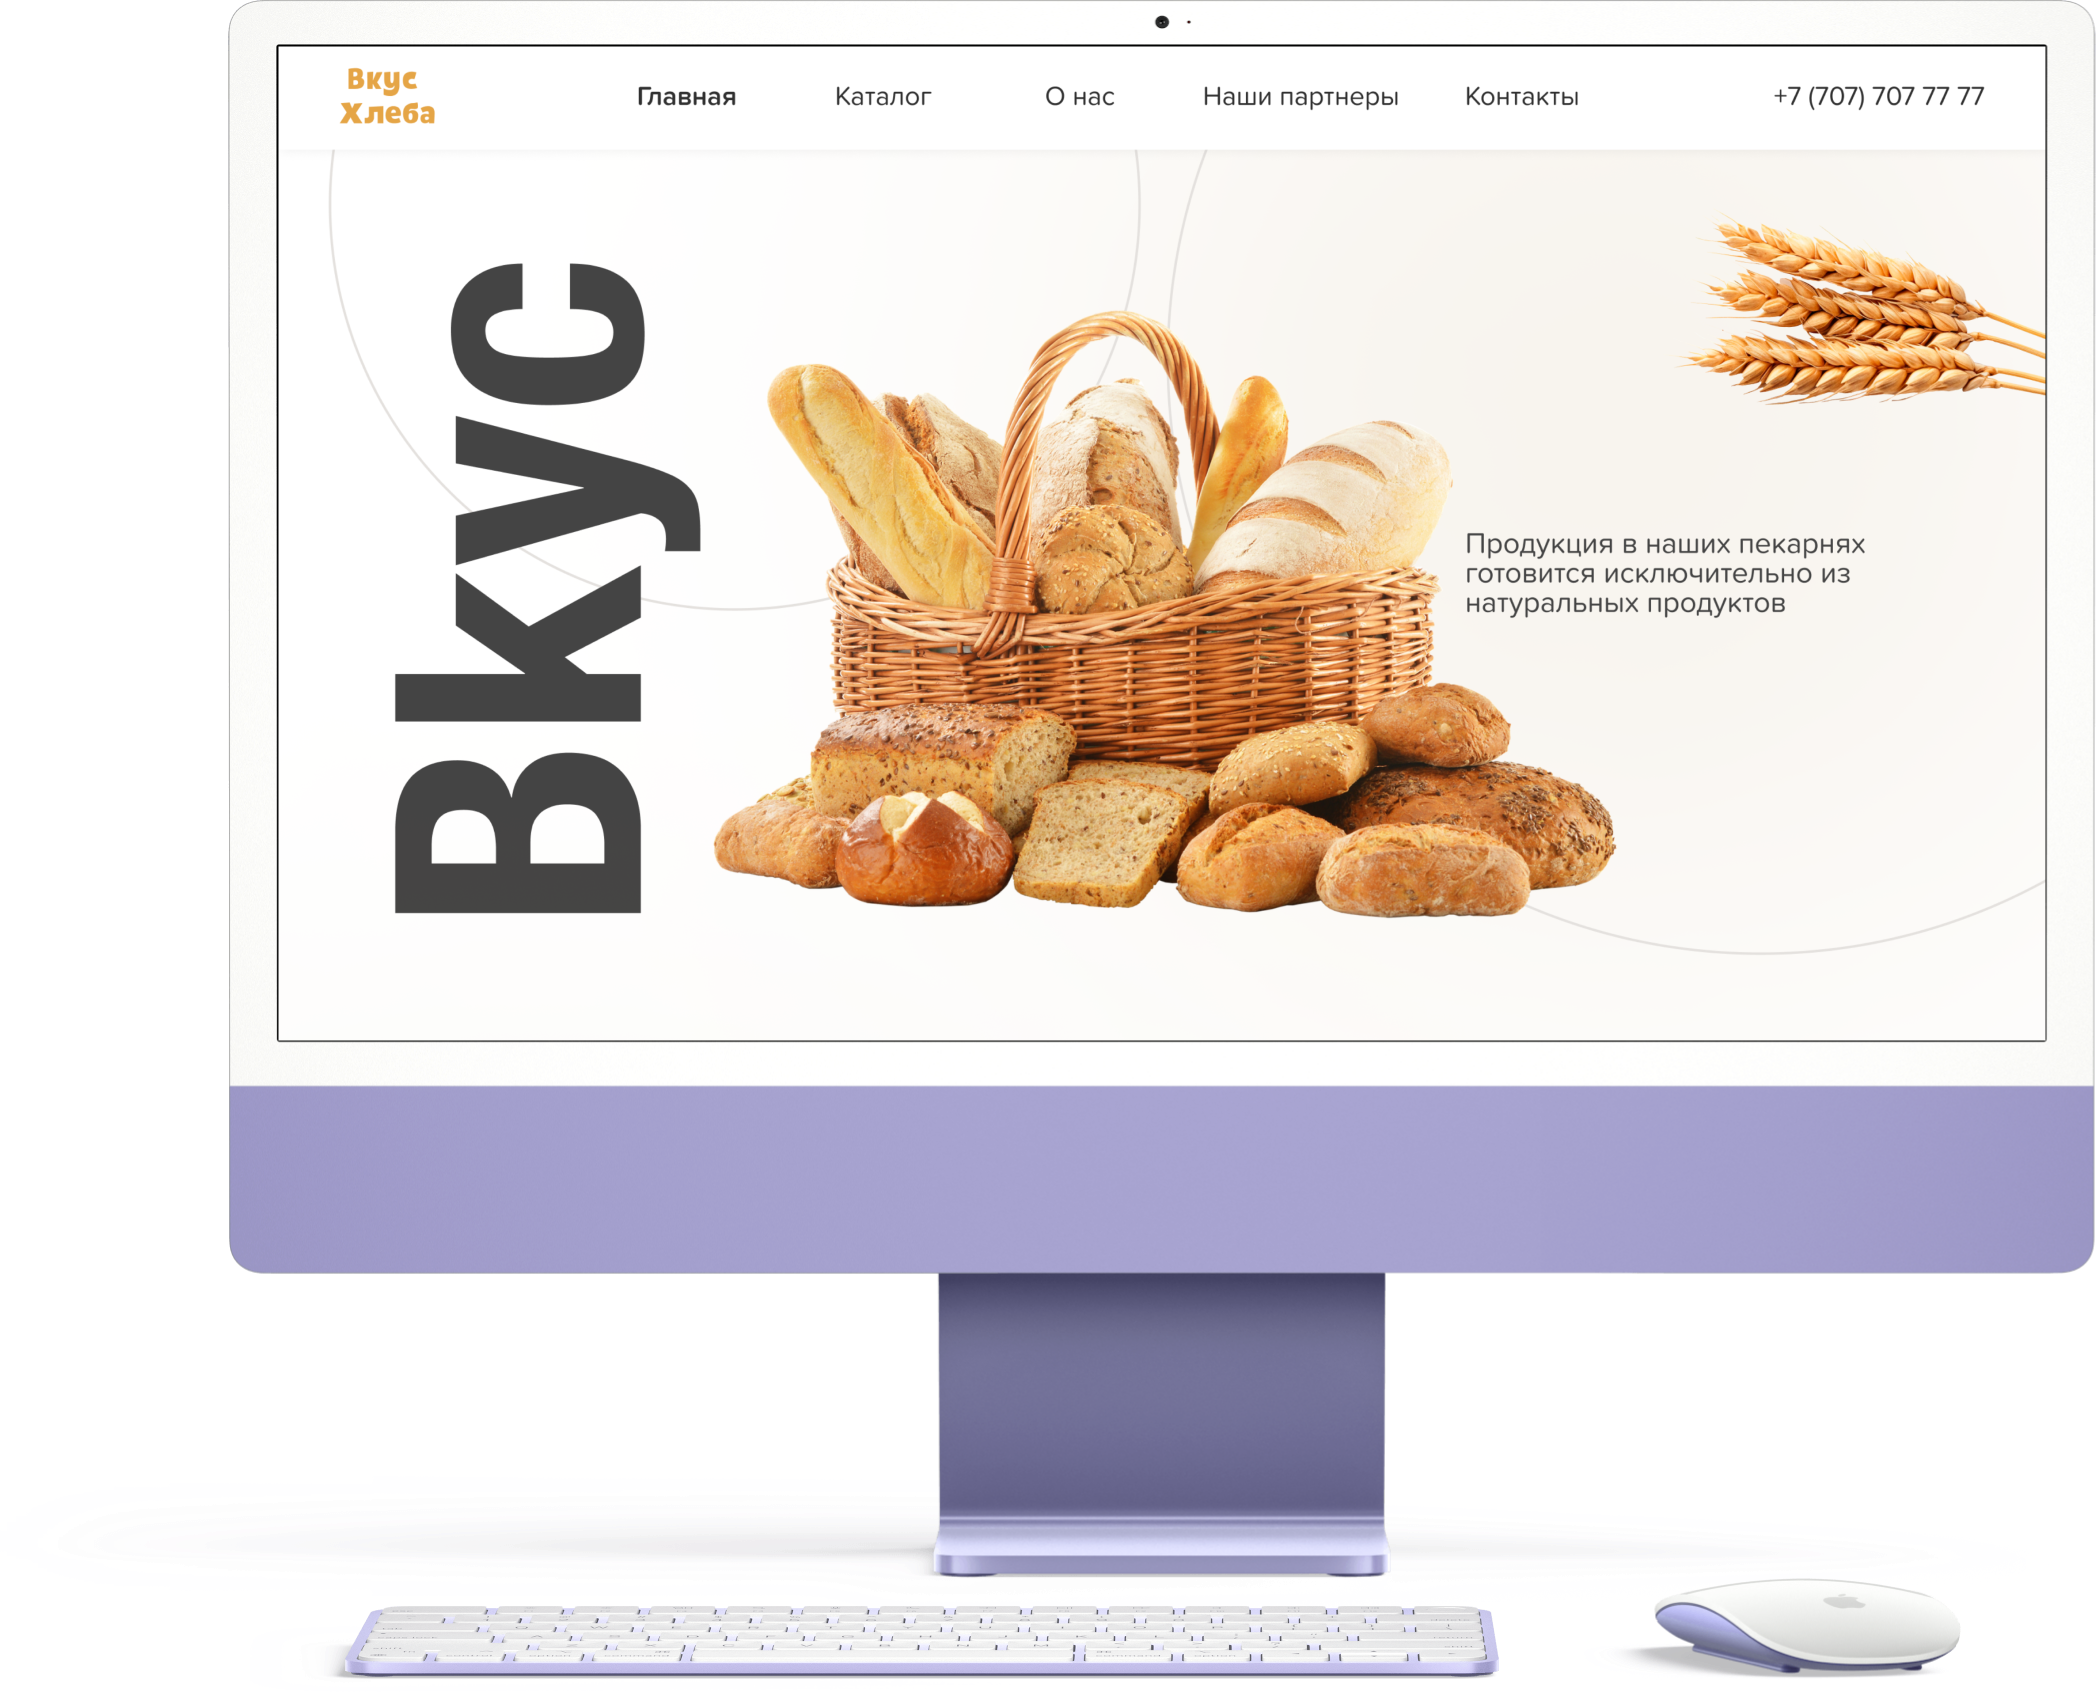 Вкус
Хлеба
Главная
Каталог
О нас
Наши партнеры
Контакты
+7 (707) 707 77 77
Вкус
Продукция в наших пекарнях
готовится исключительно из
натуральных продуктов